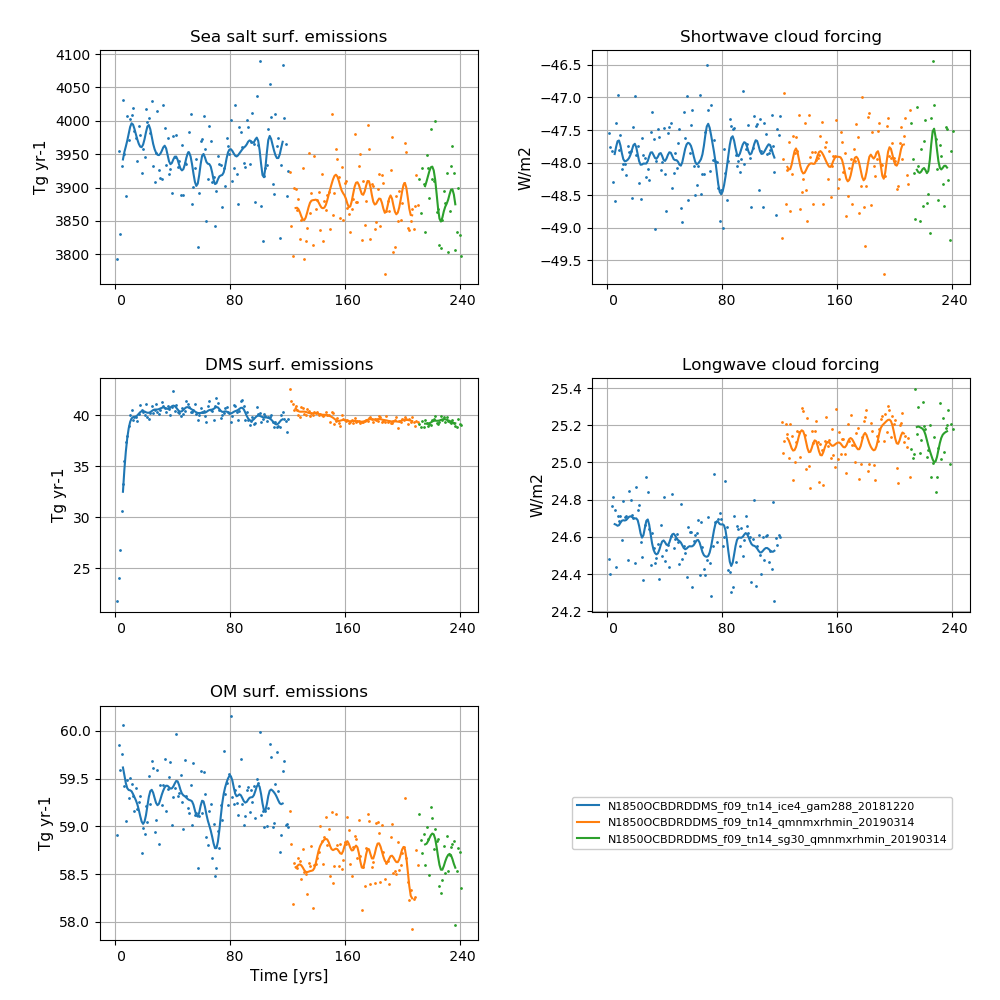 Sea salt surf. emissions
4100
4050
4000
3950
3900
3850
3800
Tg yr-1
0 80 160 240
Shortwave cloud forcing
−46.5
−47.0
−47.5
−48.0
−48.5
−49.0
−49.5
W/m2
0 80 160 240
DMS surf. emissions
40
35
30
25
Tg yr-1
0 80 160 240
Longwave cloud forcing
25.4
25.2
25.0
24.8
24.6
24.4
24.2
W/m2
0 80 160 240
OM surf. emissions
60.0
59.5
59.0
58.5
58.0
Tg yr-1
0 80 160 240
Time [yrs]
N1850OCBDRDDMS_f09_tn14_ice4_gam288_20181220
N1850OCBDRDDMS_f09_tn14_qmnmxrhmin_20190314
N1850OCBDRDDMS_f09_tn14_sg30_qmnmxrhmin_20190314